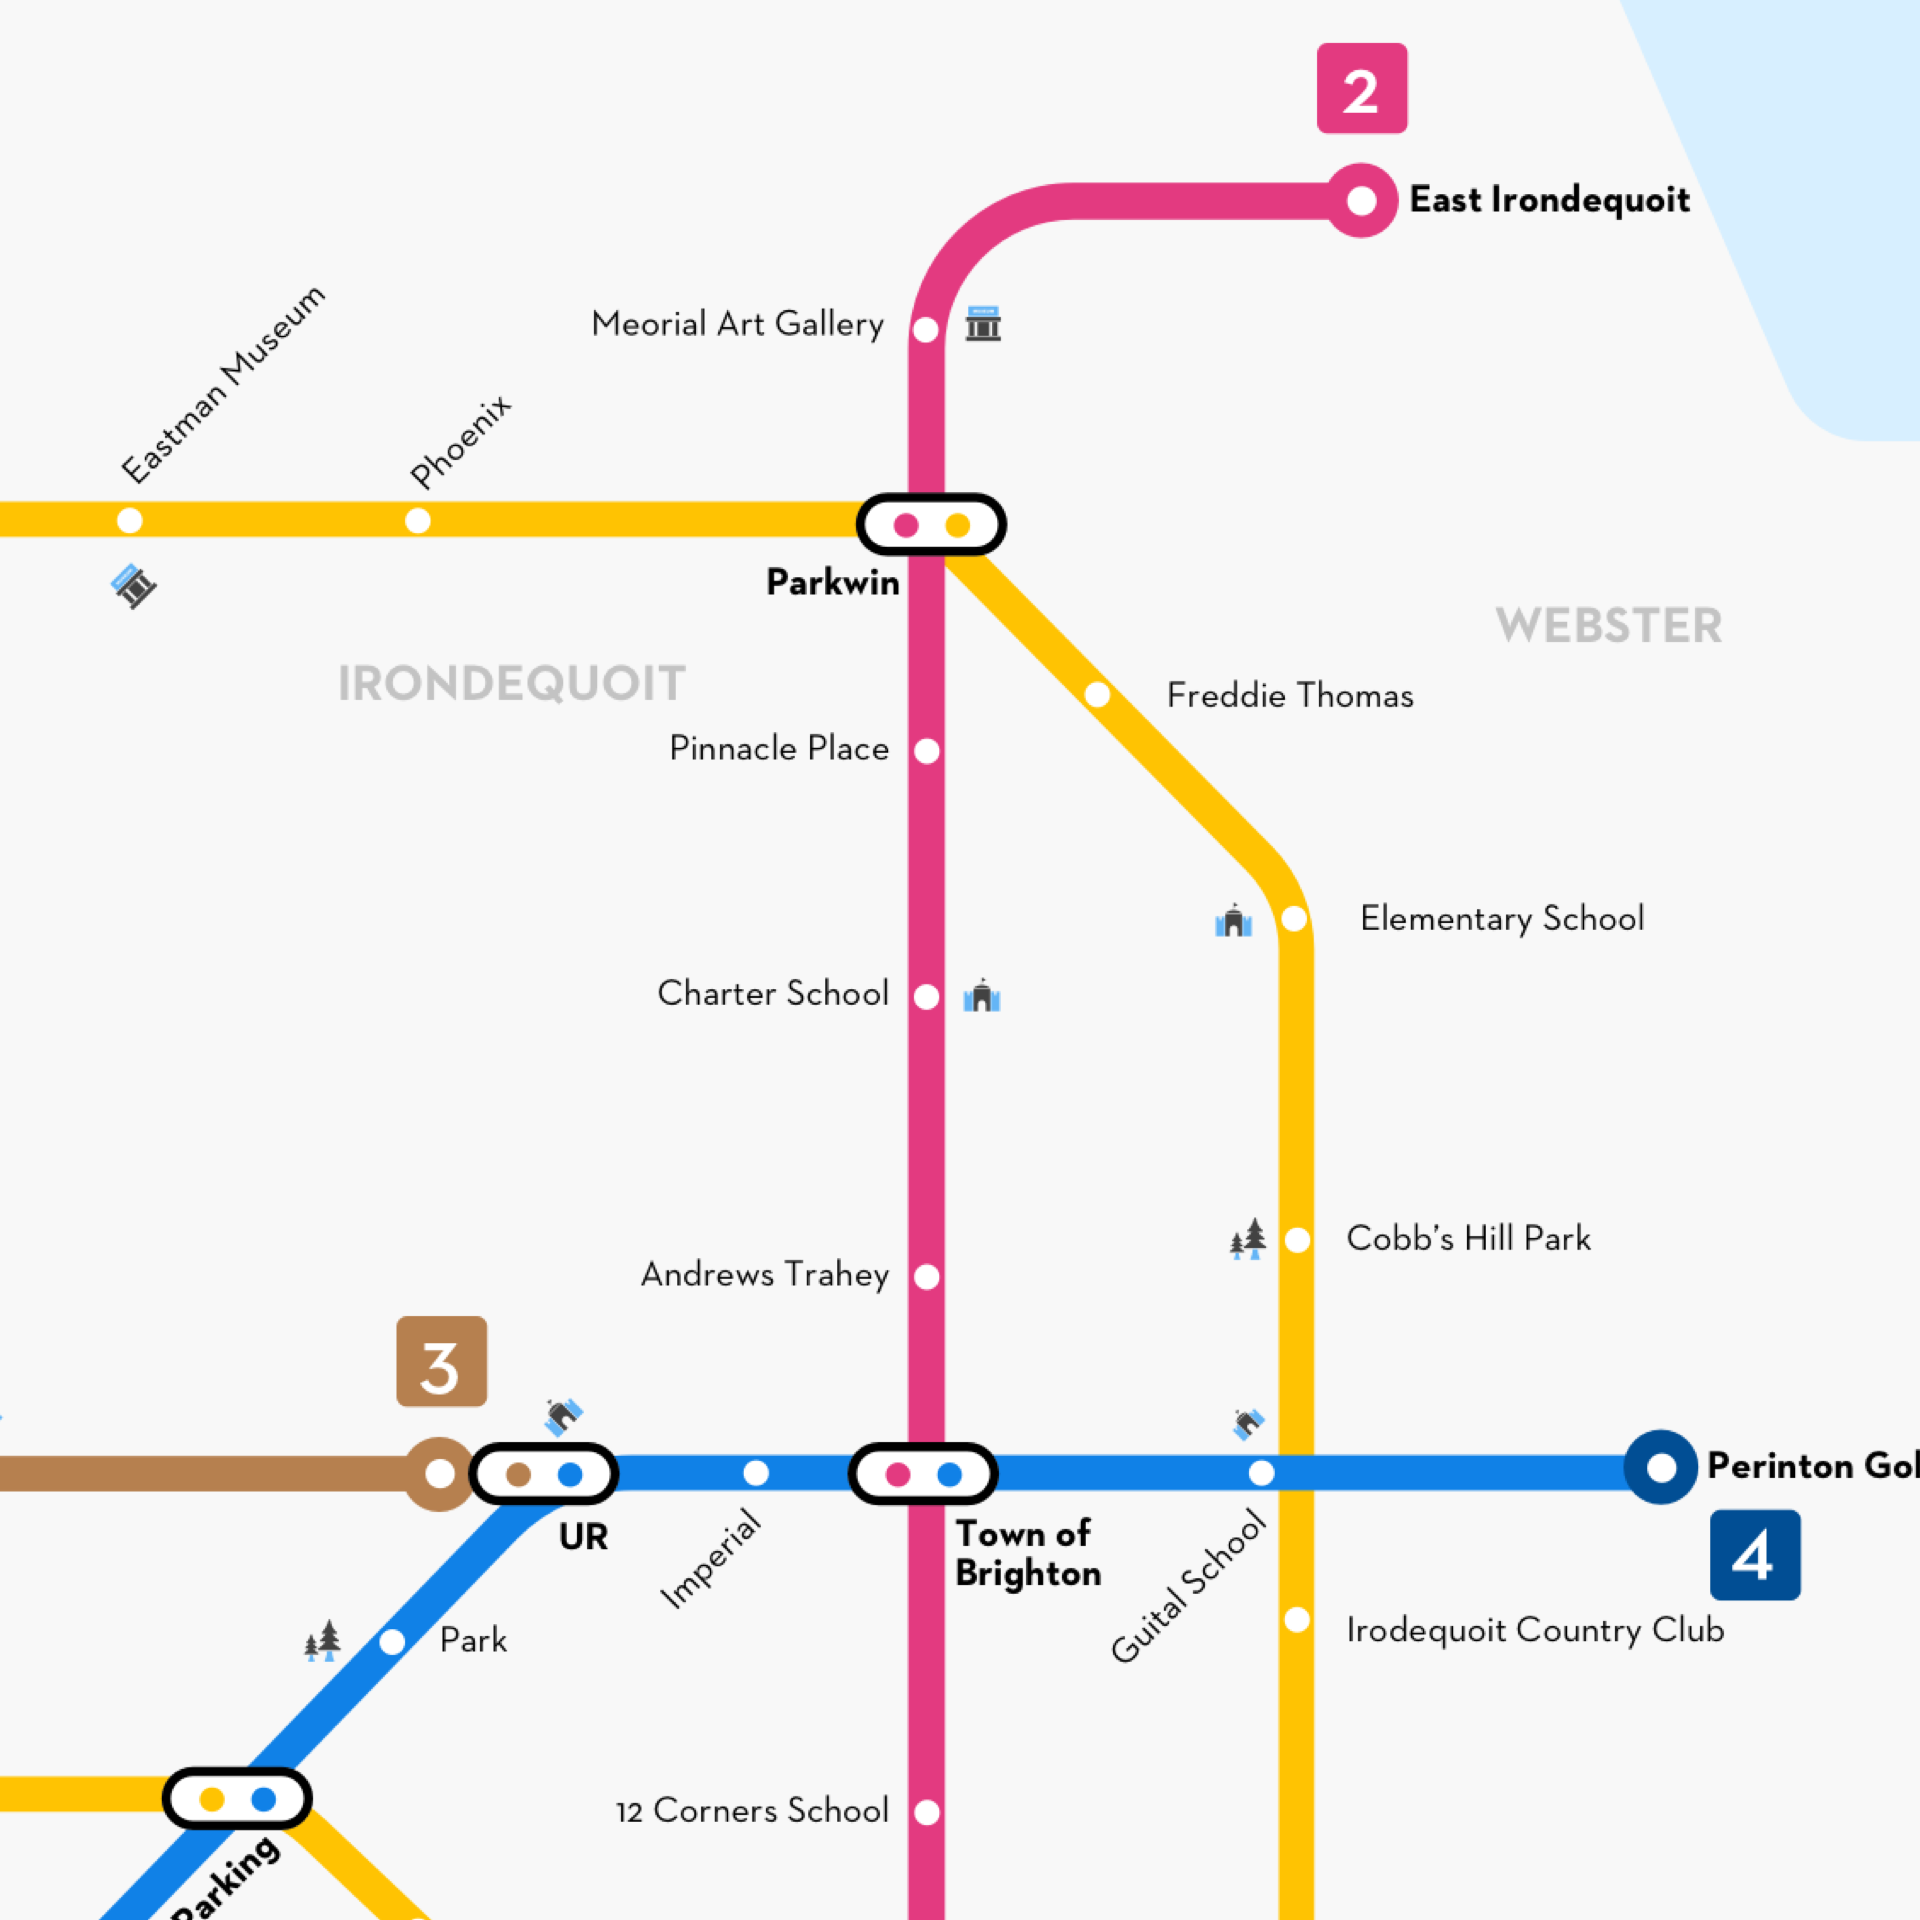 2
East Irondequoit
Meorial Art Gallery
Eastman Museum
Phoenix
Parkwin
WEBSTER
IRONDEQUOIT
Freddie Thomas
Pinnacle Place
Elementary School
Charter School
Cobb's Hill Park
Andrews Trahey
3
Perinton Gol
UR
Imperial
Town of
Brighton
Guital School
4
Park
Irodequoit Country Club
12 Corners School
Parking